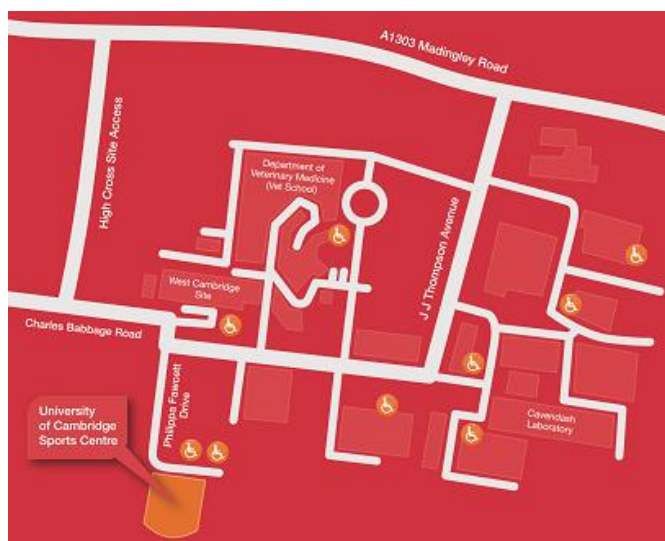 A1303 Madingley Road
High Cross Site Access
Department of
Veterinary Medicine
(Vet School)
J J Thompson Avenue
West Cambridge
Site
Charles Babbage Road
Philippa Fawcett
Drive
University
of Cambridge
Sports Centre
Cavendash
Laboratory